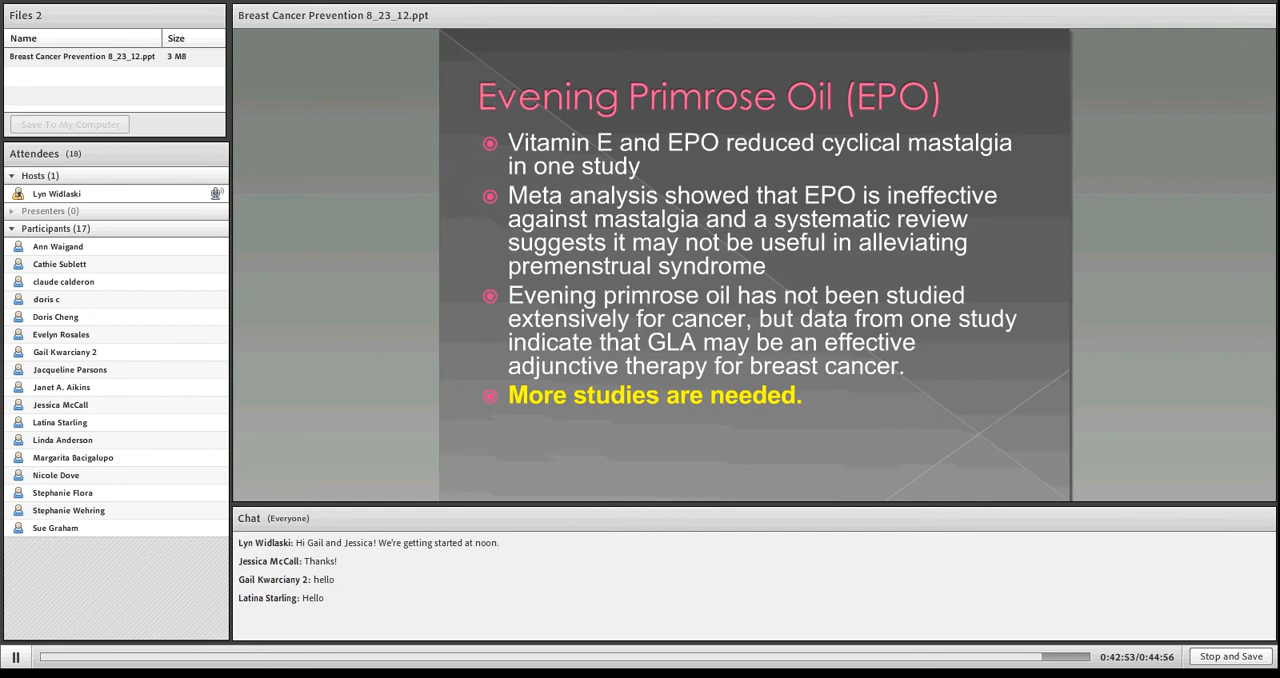 Files 2
Name Size
Breast Cancer Prevention 8_23_12.ppt 3 MB
Save To My Computer
Attendees (18)
Hosts (1)
Lyn Widlaski
Presenters (0)
Participants (17)
Ann Waigand
Cathie Sublett
claude calderon
doris c
Doris Cheng
Evelyn Rosales
Gail Kwarciany 2
Jacqueline Parsons
Janet A. Aikins
Jessica McCall
Latina Starling
Linda Anderson
Margarita Bacigalupo
Nicole Dove
Stephanie Flora
Stephanie Wehring
Sue Graham
Breast Cancer Prevention 8_23_12.ppt
Evening Primrose Oil (EPO)
Vitamin E and EPO reduced cyclical mastalgia
in one study
Meta analysis showed that EPO is ineffective
against mastalgia and a systematic review
suggests it may not be useful in alleviating
premenstrual syndrome
Evening primrose oil has not been studied
extensively for cancer, but data from one study
indicate that GLA may be an effective
adjunctive therapy for breast cancer.
More studies are needed.
Chat (Everyone)
Lyn Widlaski: Hi Gail and Jessica! We're getting started at noon.
Jessica McCall: Thanks!
Gail Kwarciany 2: hello
Latina Starling: Hello
0:42:53/0:44:56
Stop and Save